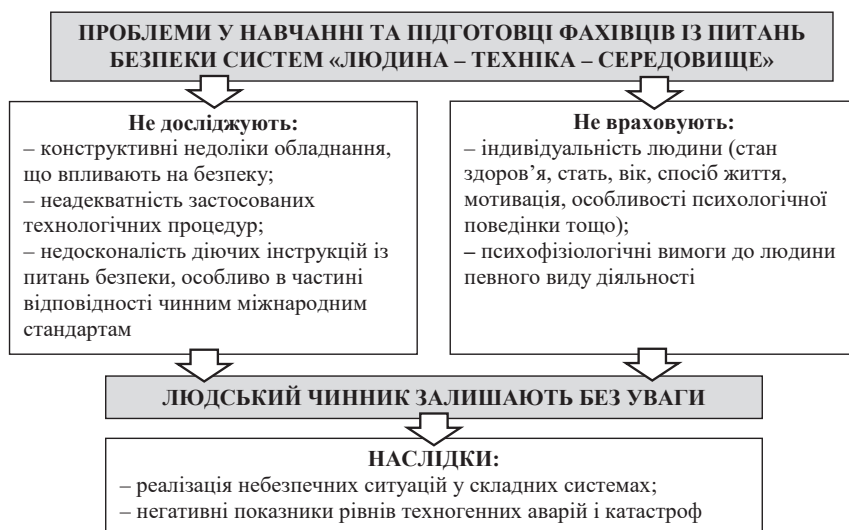 ПРОБЛЕМИ У НАВЧАННІ ТА ПІДГОТОВЦІ ФАХІВЦІВ ІЗ ПИТАНЬ
БЕЗПЕКИ СИСТЕМ «ЛЮДИНА – ТЕХНІКА – СЕРЕДОВИЩЕ»
Не досліджують:
– конструктивні недоліки обладнання,
що впливають на безпеку;
– неадекватність застосованих
технологічних процедур;
– недосконалість діючих інструкцій із
питань безпеки, особливо в частині
відповідності чинним міжнародним
стандартам
Не враховують:
– індивідуальність людини (стан
здоров’я, стать, вік, спосіб життя,
мотивація, особливості психологічної
поведінки тощо);
– психофізіологічні вимоги до людини
певного виду діяльності
ЛЮДСЬКИЙ ЧИННИК ЗАЛИШАЮТЬ БЕЗ УВАГИ
НАСЛІДКИ:
– реалізація небезпечних ситуацій у складних системах;
– негативні показники рівнів техногенних аварій і катастроф